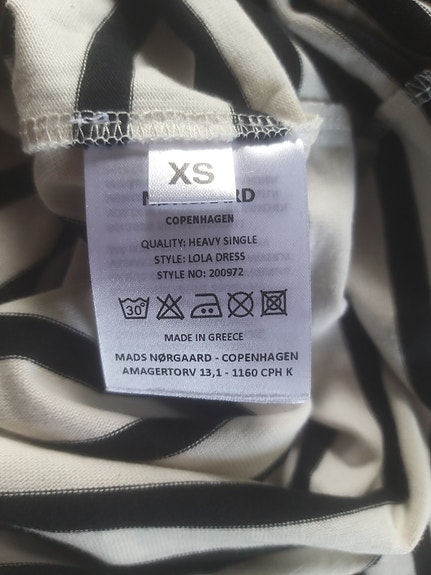 XS
COPENHAGEN
QUALITY: HEAVY SINGLE
STYLE: LOLA DRESS
STYLE NO: 200972
30°
MADE IN GREECE
MADS NØRGAARD - COPENHAGEN
AMAGERTORV 13,1 - 1160 CPH K